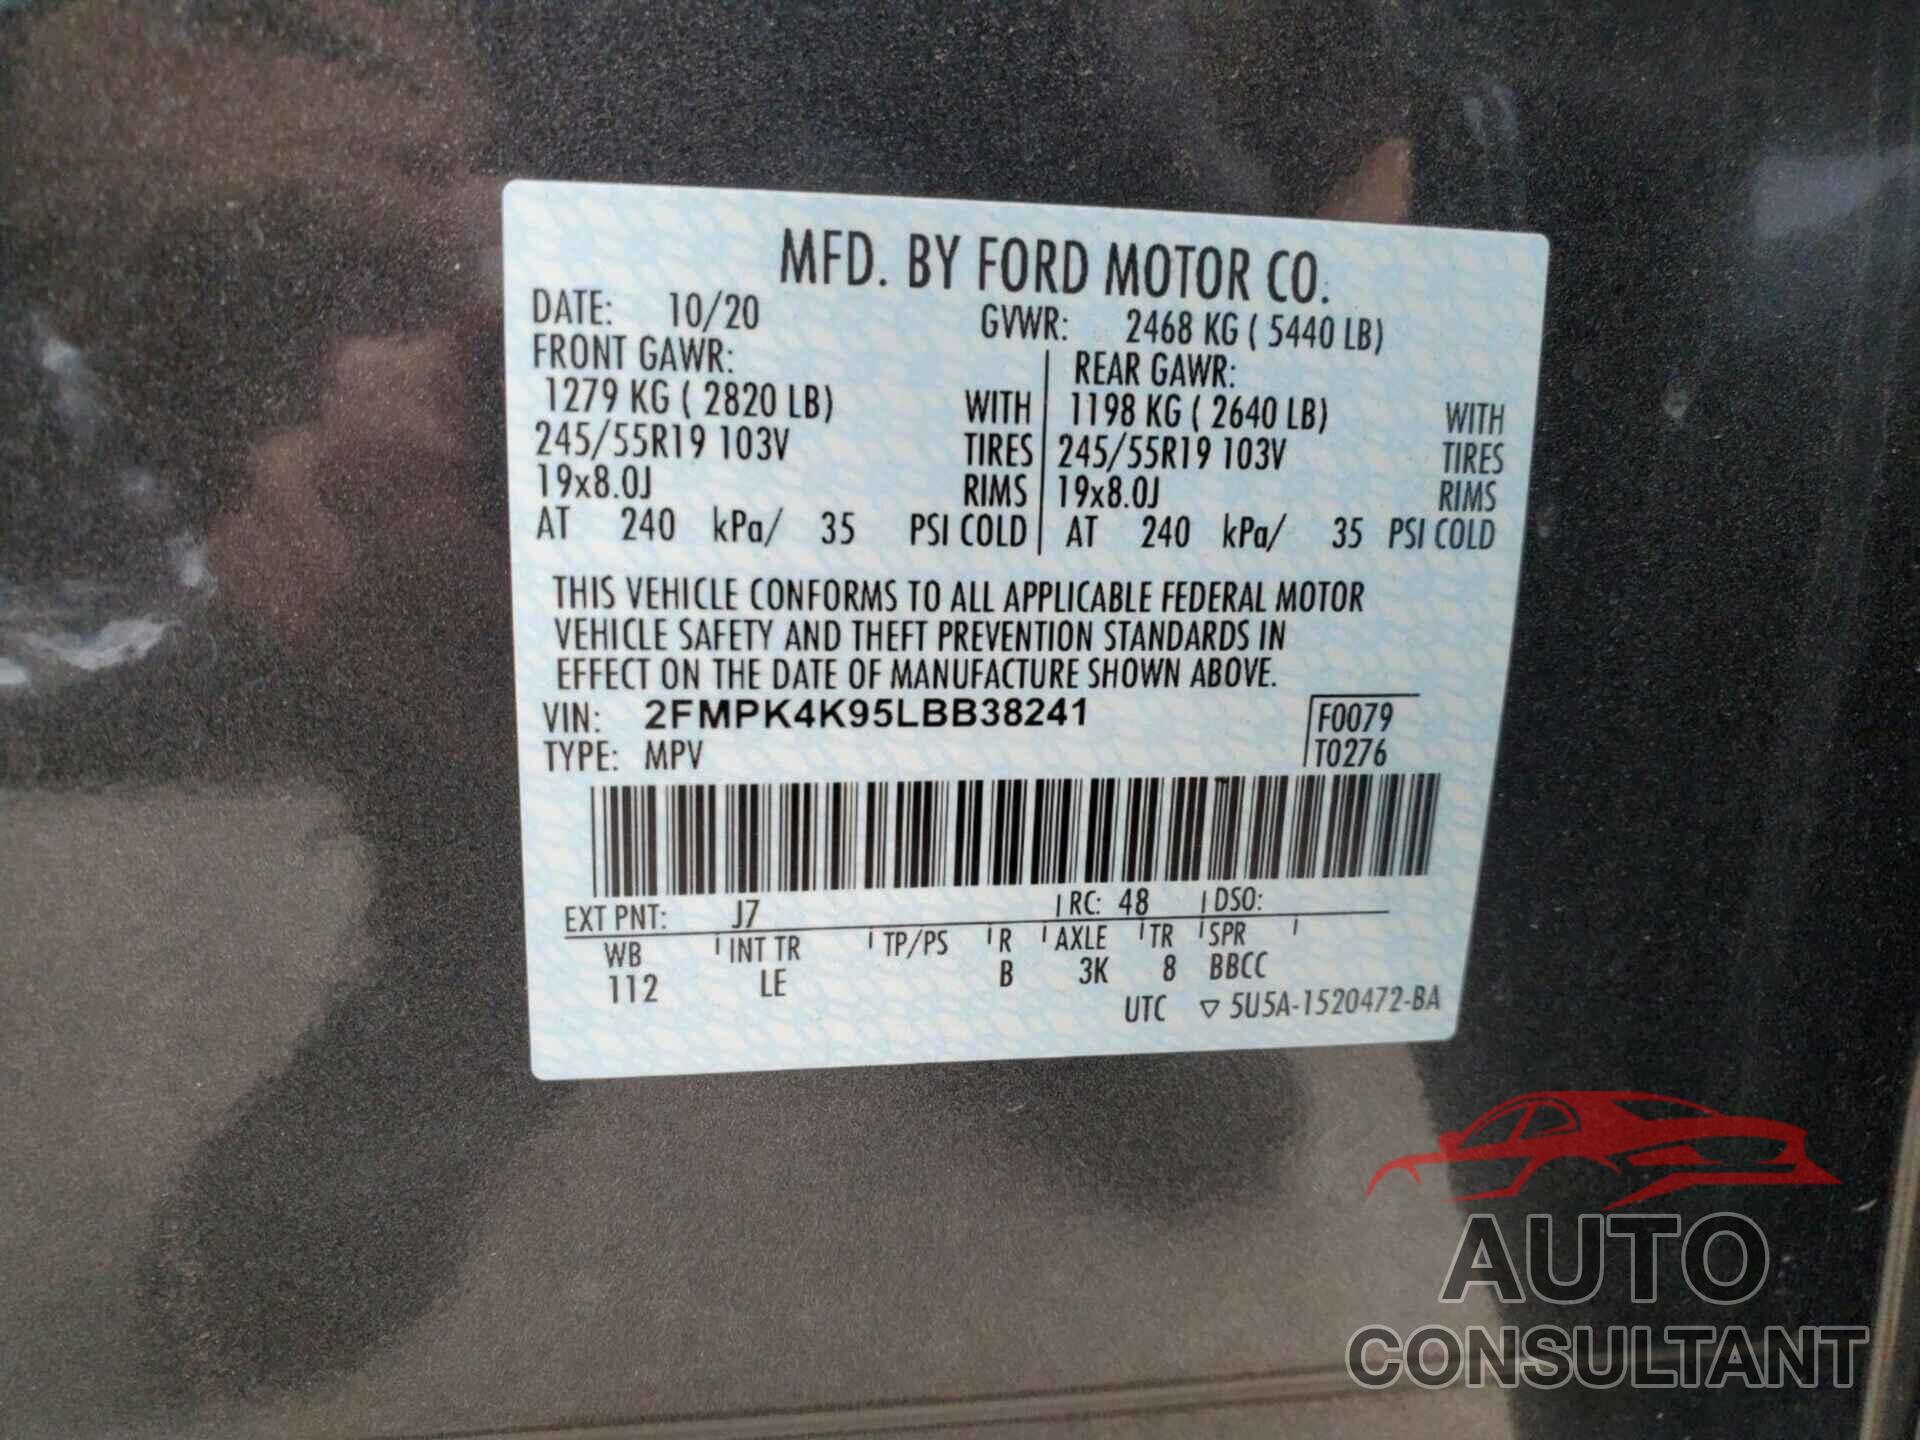 MFD. BY FORD MOTOR CO.
DATE: 10/20 GVWR: 2468 KG ( 5440 LB)
FRONT GAWR: REAR GAWR:
1279 KG ( 2820 LB) WITH 1198 KG ( 2640 LB) WITH
245/55R19 103V TIRES 245/55R19 103V TIRES
19x8.0J RIMS 19x8.0J RIMS
AT 240 kPa/ 35 PSI COLD AT 240 kPa/ 35 PSI COLD
THIS VEHICLE CONFORMS TO ALL APPLICABLE FEDERAL MOTOR
VEHICLE SAFETY AND THEFT PREVENTION STANDARDS IN
EFFECT ON THE DATE OF MANUFACTURE SHOWN ABOVE.
VIN: 2FMPK4K95LBB38241 F0079
TYPE: MPV T0276
EXT PNT: J7 RC: 48 DSO:
WB INT TR TP/PS R AXLE TR SPR
112 LE B 3K 8 BBCC
UTC ▽ 5U5A-1520472-BA
AUTO
CONSULTANT